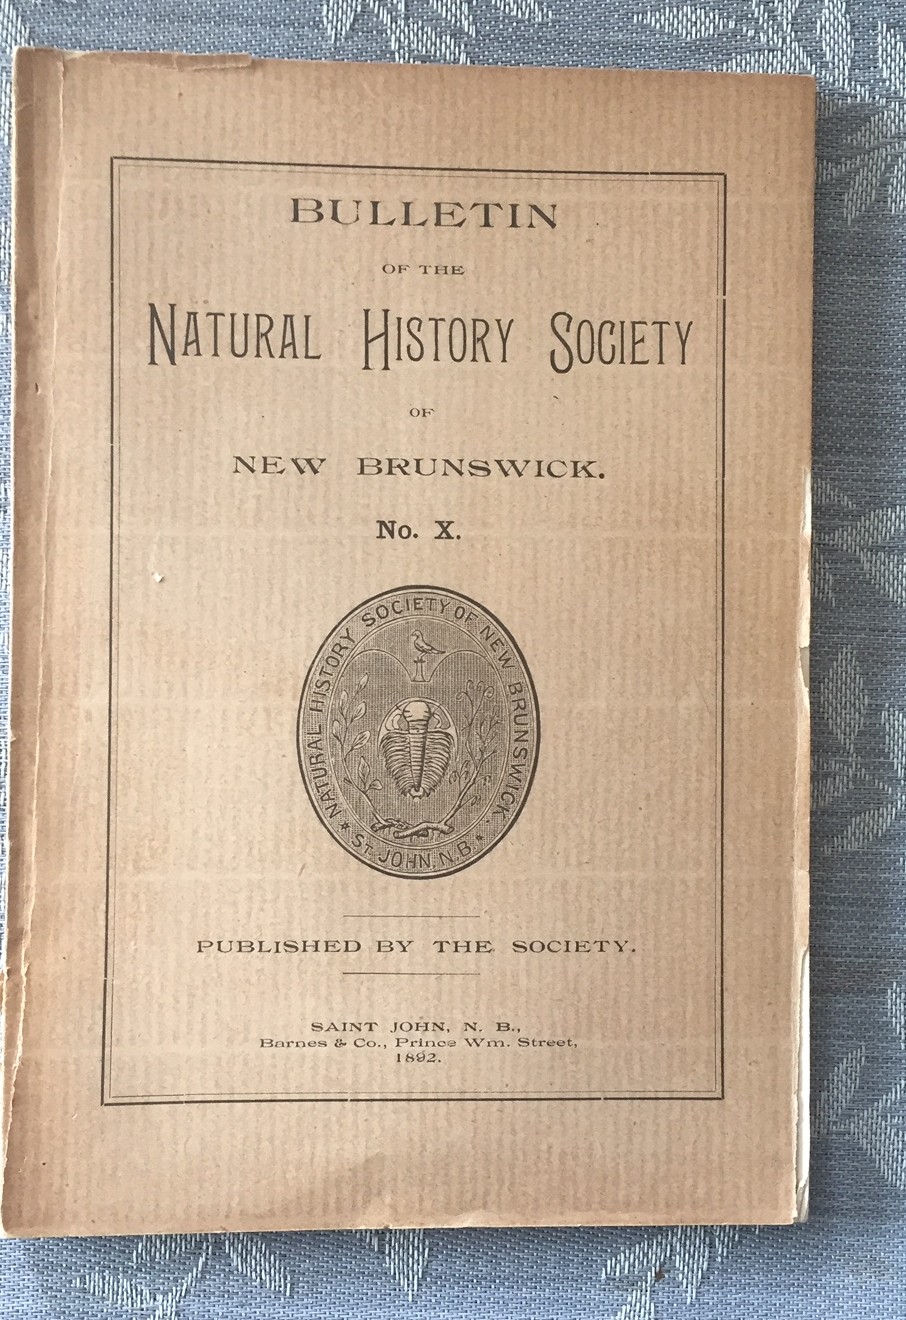 BULLETIN
OF THE
NATURAL HISTORY SOCIETY
OF
NEW BRUNSWICK.
No. X.
NATURAL HISTORY SOCIETY OF NEW BRUNSWICK.
* ST. JOHN, N.B. *
PUBLISHED BY THE SOCIETY.
SAINT JOHN, N. B.,
Barnes & Co., Prince Wm. Street,
1892.